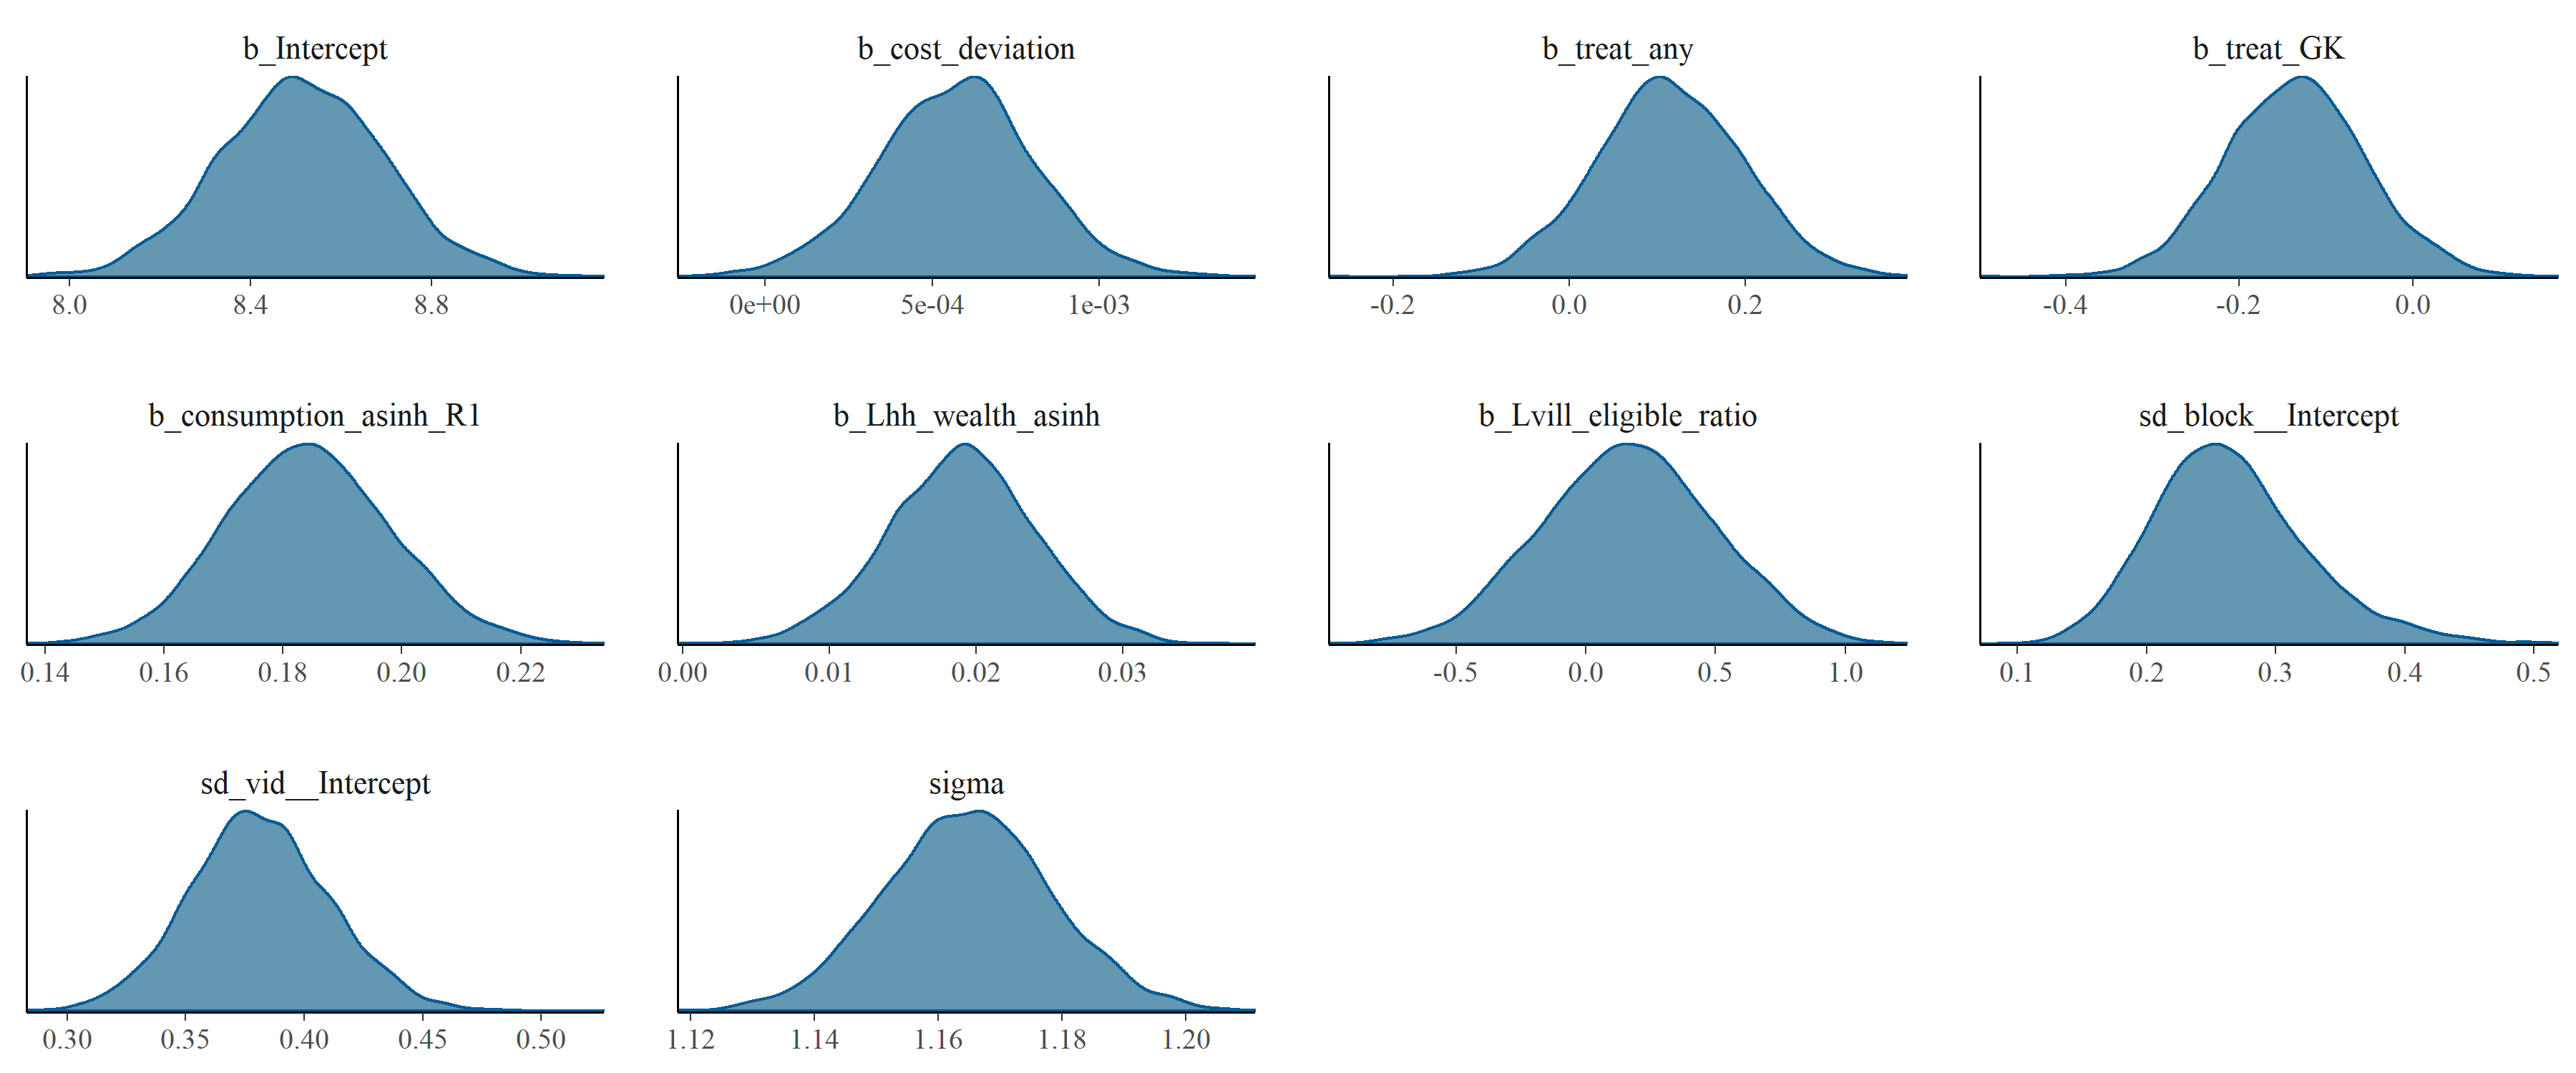 b_Intercept b_cost_deviation b_treat_any b_treat_GK
8.0 8.4 8.8 0e+00 5e-04 1e-03 -0.2 0.0 0.2 -0.4 -0.2 0.0
b_consumption_asinh_R1 b_Lhh_wealth_asinh b_Lvill_eligible_ratio sd_block__Intercept
0.14 0.16 0.18 0.20 0.22 0.00 0.01 0.02 0.03 -0.5 0.0 0.5 1.0 0.1 0.2 0.3 0.4 0.5
sd_vid__Intercept sigma
0.30 0.35 0.40 0.45 0.50 1.12 1.14 1.16 1.18 1.20